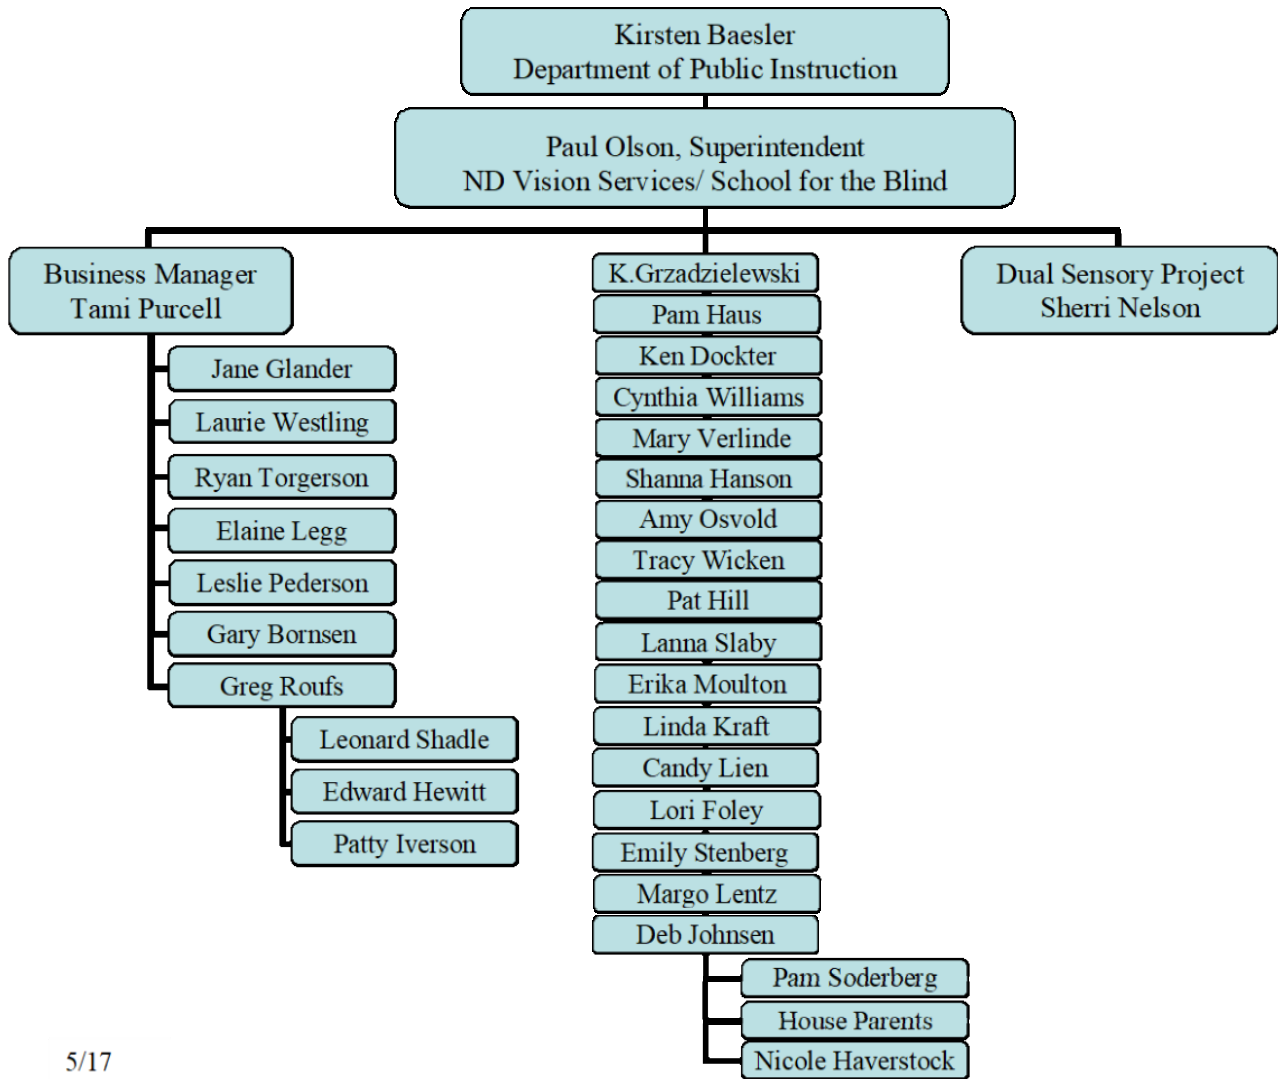 Kirsten Baesler
Department of Public Instruction
Paul Olson, Superintendent
ND Vision Services/ School for the Blind
Business Manager
Tami Purcell
Jane Glander
Laurie Westling
Ryan Torgerson
Elaine Legg
Leslie Pederson
Gary Bornsen
Greg Roufs
Leonard Shadle
Edward Hewitt
Patty Iverson
K.Grzadzielewski
Pam Haus
Ken Dockter
Cynthia Williams
Mary Verlinde
Shanna Hanson
Amy Osvold
Tracy Wicken
Pat Hill
Lanna Slaby
Erika Moulton
Linda Kraft
Candy Lien
Lori Foley
Emily Stenberg
Margo Lentz
Deb Johnsen
Pam Soderberg
House Parents
Nicole Haverstock
Dual Sensory Project
Sherri Nelson
5/17